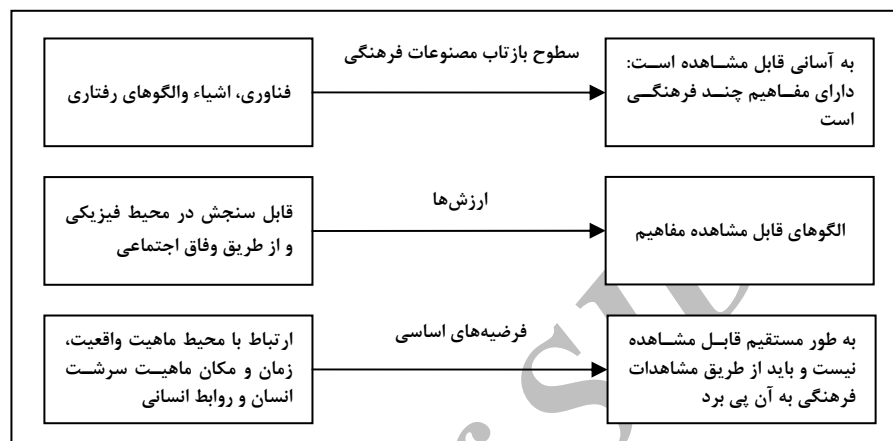 به آسانی قابل مشاهده است:
دارای مفاهیم چند فرهنگی
است
سطوح بازتاب مصنوعات فرهنگی
فناوری، اشیاء والگوهای رفتاری
الگوهای قابل مشاهده مفاهیم
ارزش‌ها
قابل سنجش در محیط فیزیکی
و از طریق وفاق اجتماعی
به طور مستقیم قابل مشاهده
نیست و باید از طریق مشاهدات
فرهنگی به آن پی برد
فرضیه‌های اساسی
ارتباط با محیط ماهیت واقعیت،
زمان و مکان ماهیت سرشت
انسان و روابط انسانی